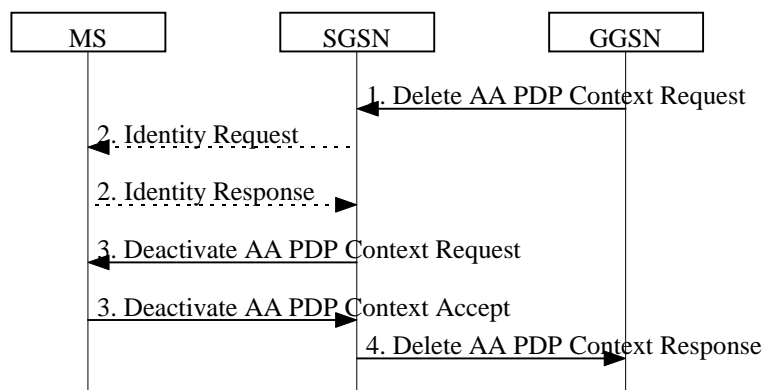 MS
SGSN
GGSN
1. Delete AA PDP Context Request
2. Identity Request
2. Identity Response
3. Deactivate AA PDP Context Request
3. Deactivate AA PDP Context Accept
4. Delete AA PDP Context Response